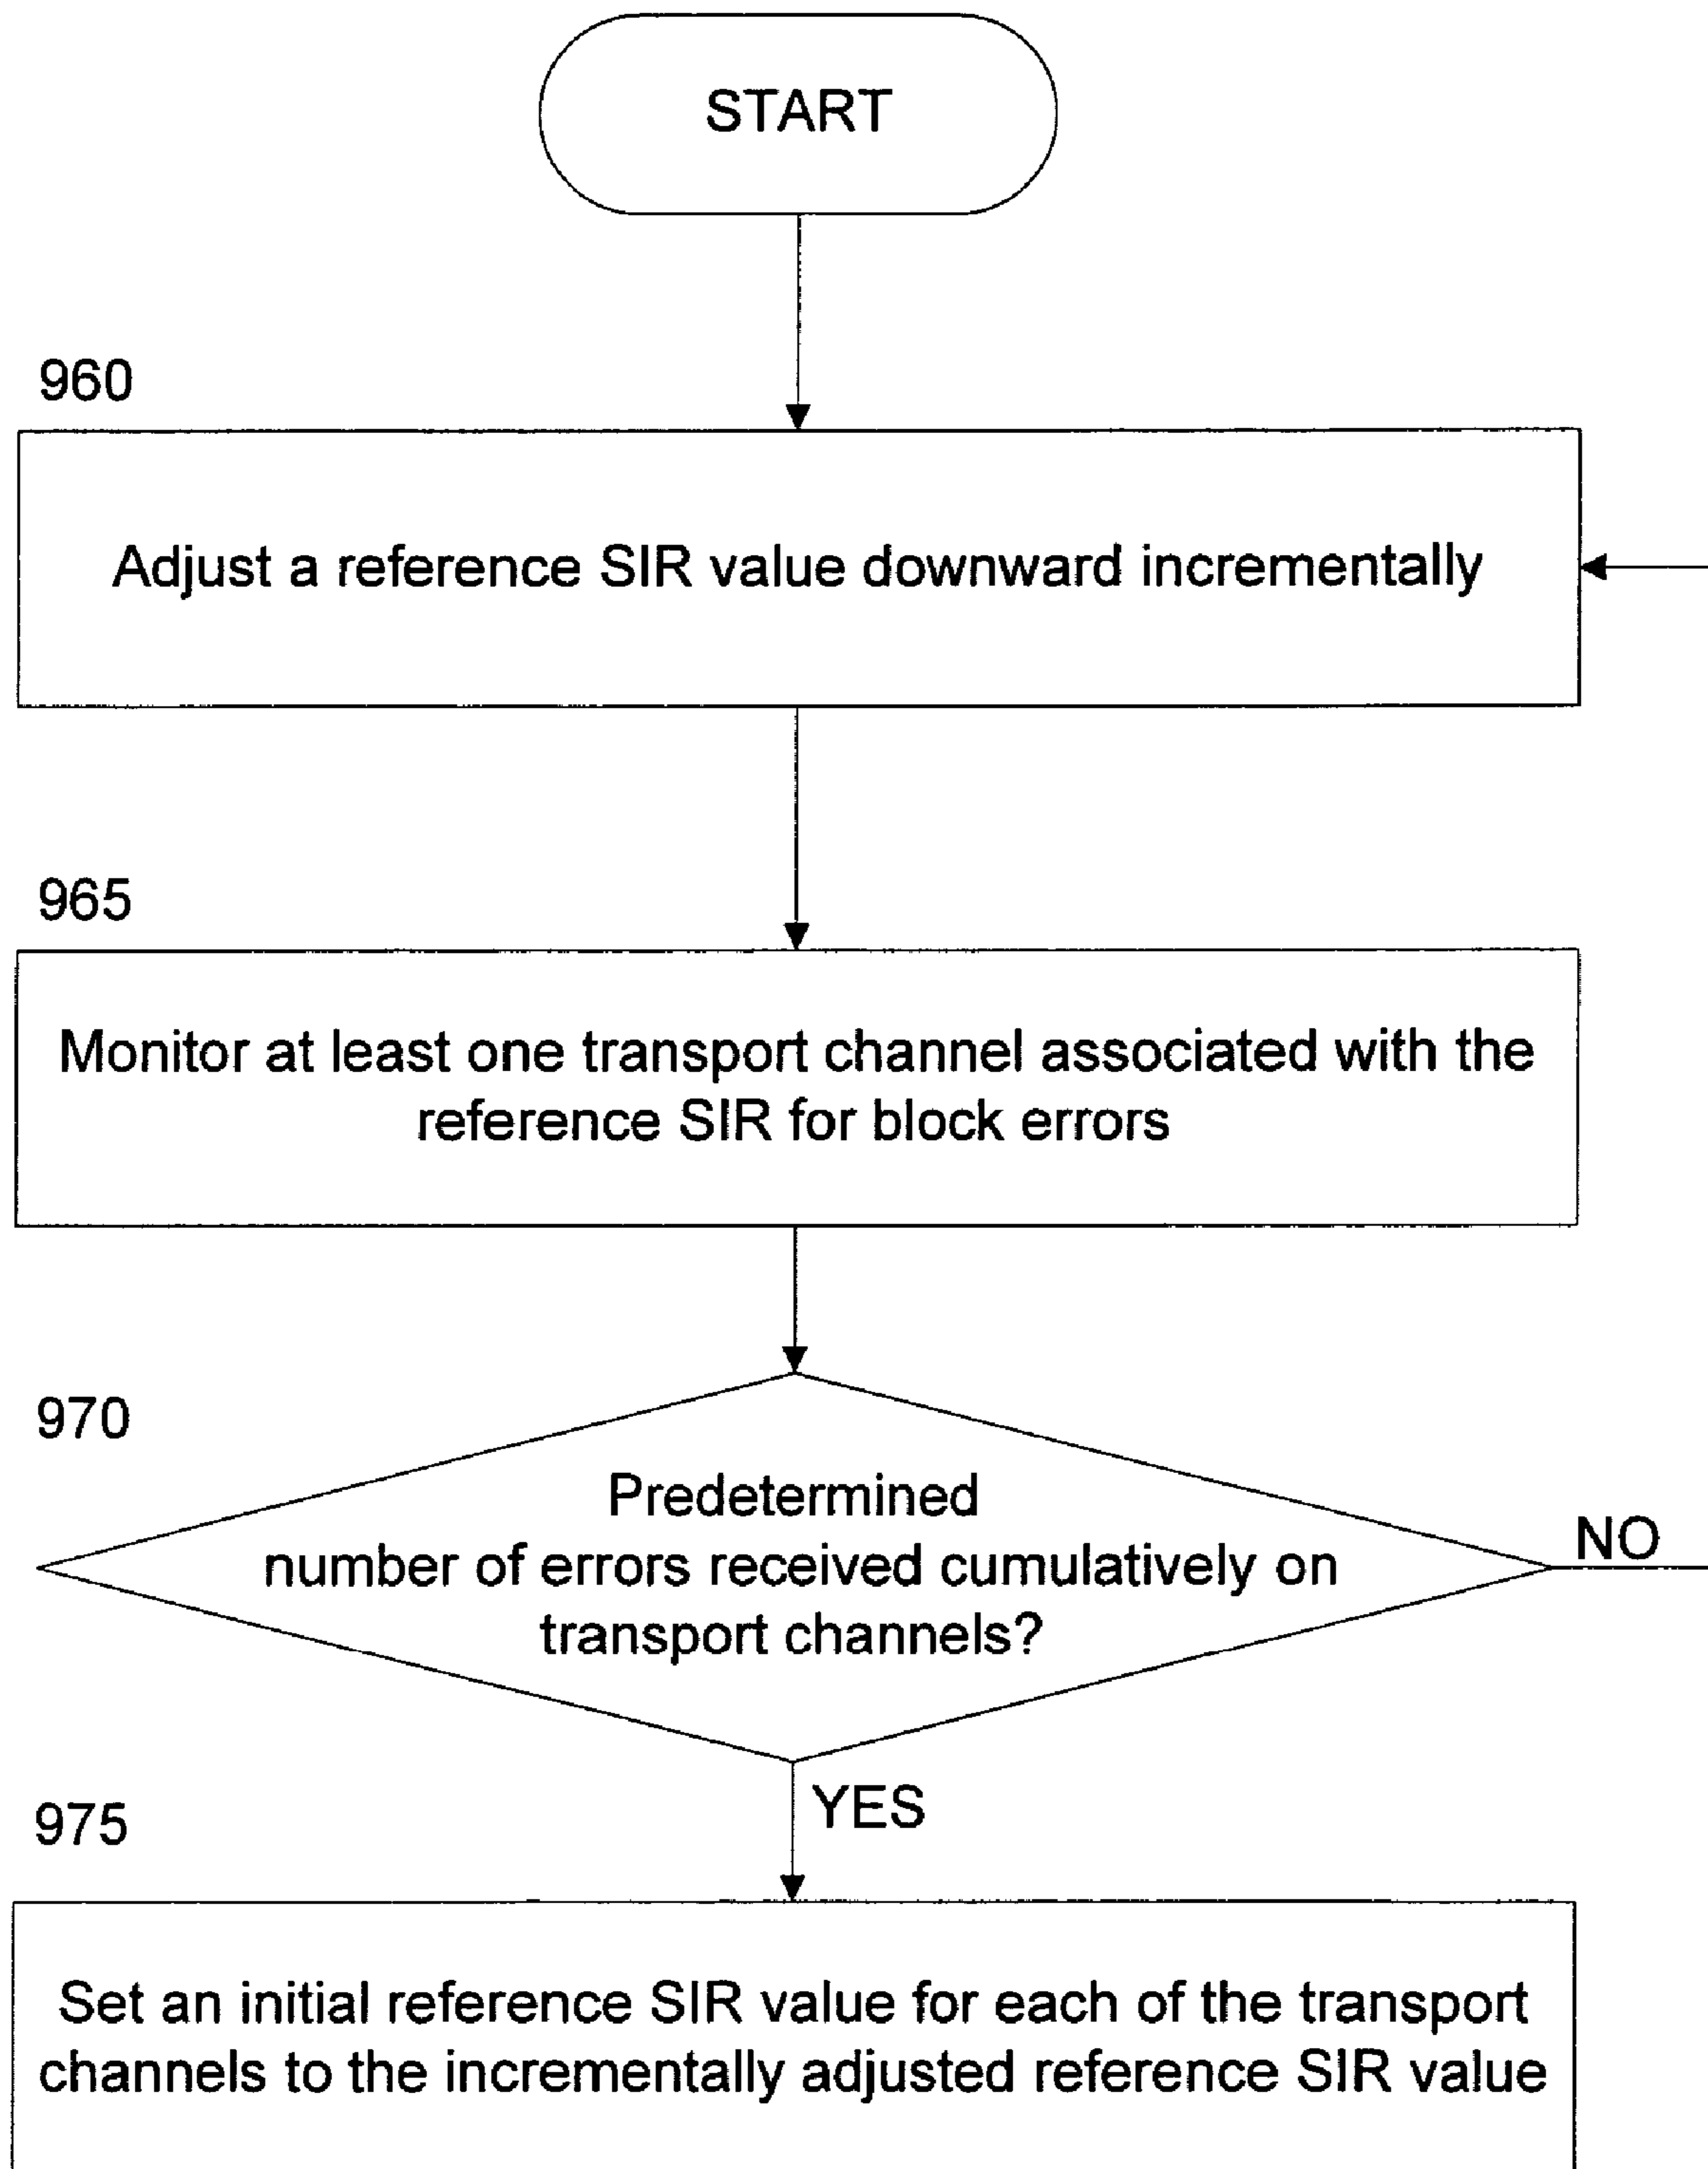 START
960
Adjust a reference SIR value downward incrementally
965
Monitor at least one transport channel associated with the
reference SIR for block errors
970
Predetermined
number of errors received cumulatively on
transport channels?
NO
YES
975
Set an initial reference SIR value for each of the transport
channels to the incrementally adjusted reference SIR value